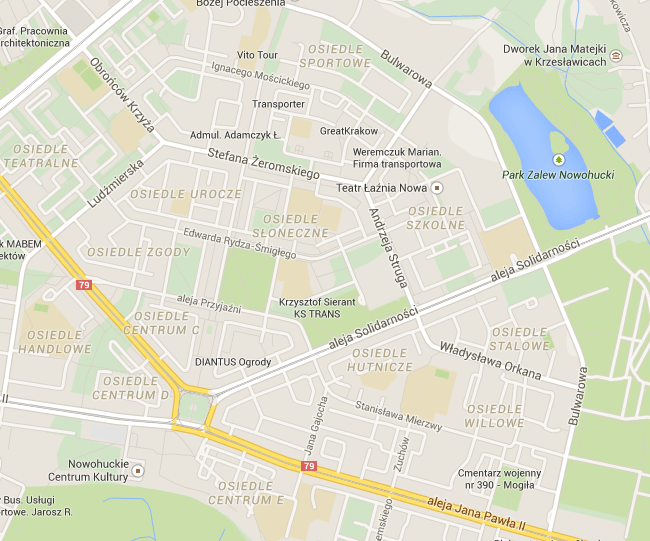 Bożej Pocieszenia
Graf. Pracownia
architektoniczna
Vito Tour
OSIEDLE
SPORTOWE
Bulwarowa
Dworek Jana Matejki
w Krzesławicach
Ignacego Mościckiego
Obrońców Krzyża
Transporter
GreatKrakow
Admul. Adamczyk Ł.
OSIEDLE
TEATRALNE
Ludźmierska
Stefana Żeromskiego
Weremczuk Marian.
Firma transportowa
Teatr Łaźnia Nowa
Park Zalew Nowohucki
OSIEDLE UROCZE
OSIEDLE
SŁONECZNE
OSIEDLE
SZKOLNE
Andrzeja Struga
Edwarda Rydza-Śmigłego
k MABEM
ektów
OSIEDLE ZGODY
79
aleja Solidarności
aleja Przyjaźni
Krzysztof Sierant
KS TRANS
OSIEDLE
CENTRUM C
OSIEDLE
HANDLOWE
aleja Solidarności
OSIEDLE
STALOWE
Władysława Orkana
DIANTUS Ogrody
OSIEDLE
HUTNICZE
OSIEDLE
CENTRUM D
II
Bulwarowa
Jana Gajocha
Stanisława Mierzwy
OSIEDLE
WILLOWE
Zuchów
79
Nowohuckie
Centrum Kultury
Cmentarz wojenny
nr 390 - Mogiła
OSIEDLE
CENTRUM E
aleja Jana Pawła II
y Bus. Usługi
ortowe. Jarosz R.
emskiego